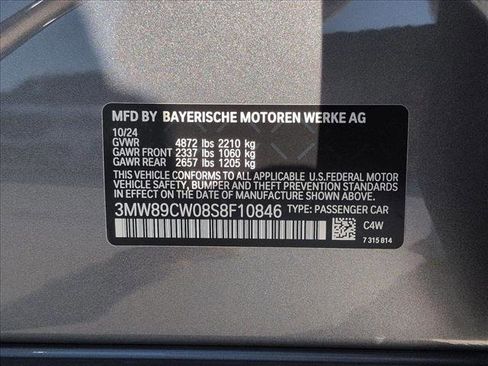 MFD BY BAYERISCHE MOTOREN WERKE AG
10/24
GVWR 4872 lbs 2210 kg
GAWR FRONT 2337 lbs 1060 kg
GAWR REAR 2657 lbs 1205 kg
THIS VEHICLE CONFORMS TO ALL APPLICABLE U.S.FEDERAL MOTOR
VEHICLE SAFETY, BUMPER AND THEFT PREVENTION STANDARDS
IN EFFECT ON THE DATE OF MANUFACTURE SHOWN ABOVE.
3MW89CW08S8F10846 TYPE: PASSENGER CAR
C4W
7 315 814